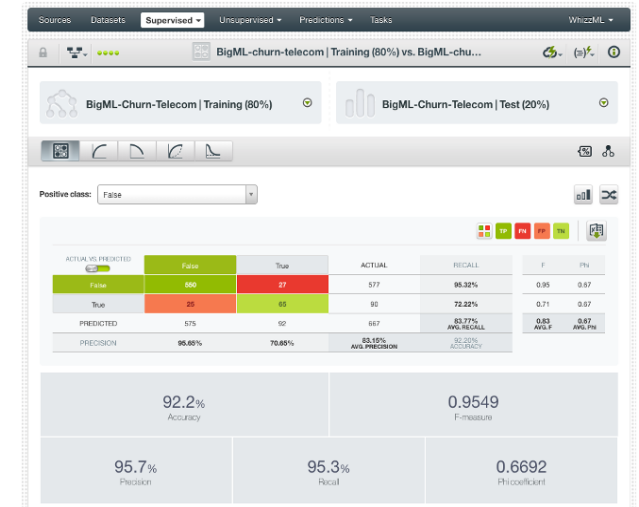 Sources Datasets Supervised Unsupervised Predictions Tasks WhizzML
BigML-churn-telecom | Training (80%) vs. BigML-chu...
BigML-Churn-Telecom | Training (80%) BigML-Churn-Telecom | Test (20%)
Positive class: False
TP FN FP TN
ACTUAL VS. PREDICTED False True ACTUAL RECALL F Phi
False 550 27 577 95.32% 0.95 0.67
True 25 65 90 72.22% 0.71 0.67
PREDICTED 575 92 667 83.77% AVG. RECALL 0.83 AVG. F 0.67 AVG. Phi
PRECISION 95.65% 70.65% 83.15% AVG. PRECISION 92.20% ACCURACY
92.2% 0.9549
Accuracy F-measure
95.7% 95.3% 0.6692
Precision Recall Phi coefficient